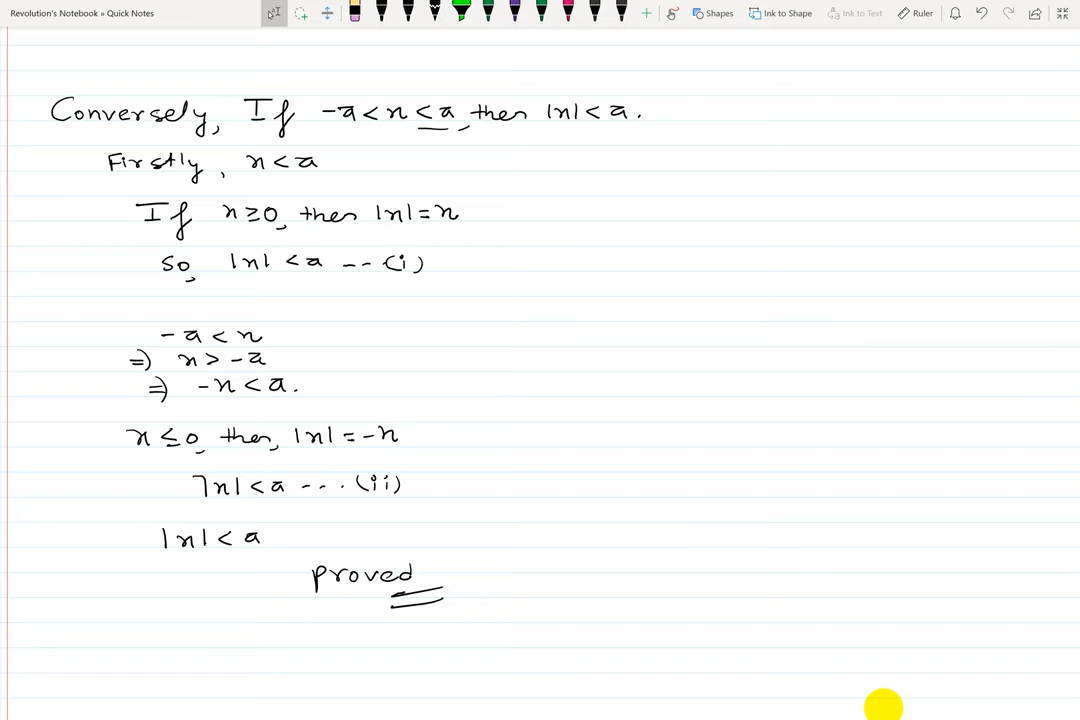 Revolution's Notebook » Quick Notes
Shapes
Ink to Shape
Ink to Text
Ruler
Conversely, If -a < x < a, then |x| < a.
Firstly, x < a
If x ≥ 0, then |x| = x
So, |x| < a --- (i)
-a < x
⇒ x > -a
⇒ -x < a.
x ≤ 0, then, |x| = -x
|x| < a --- (ii)
|x| < a
proved